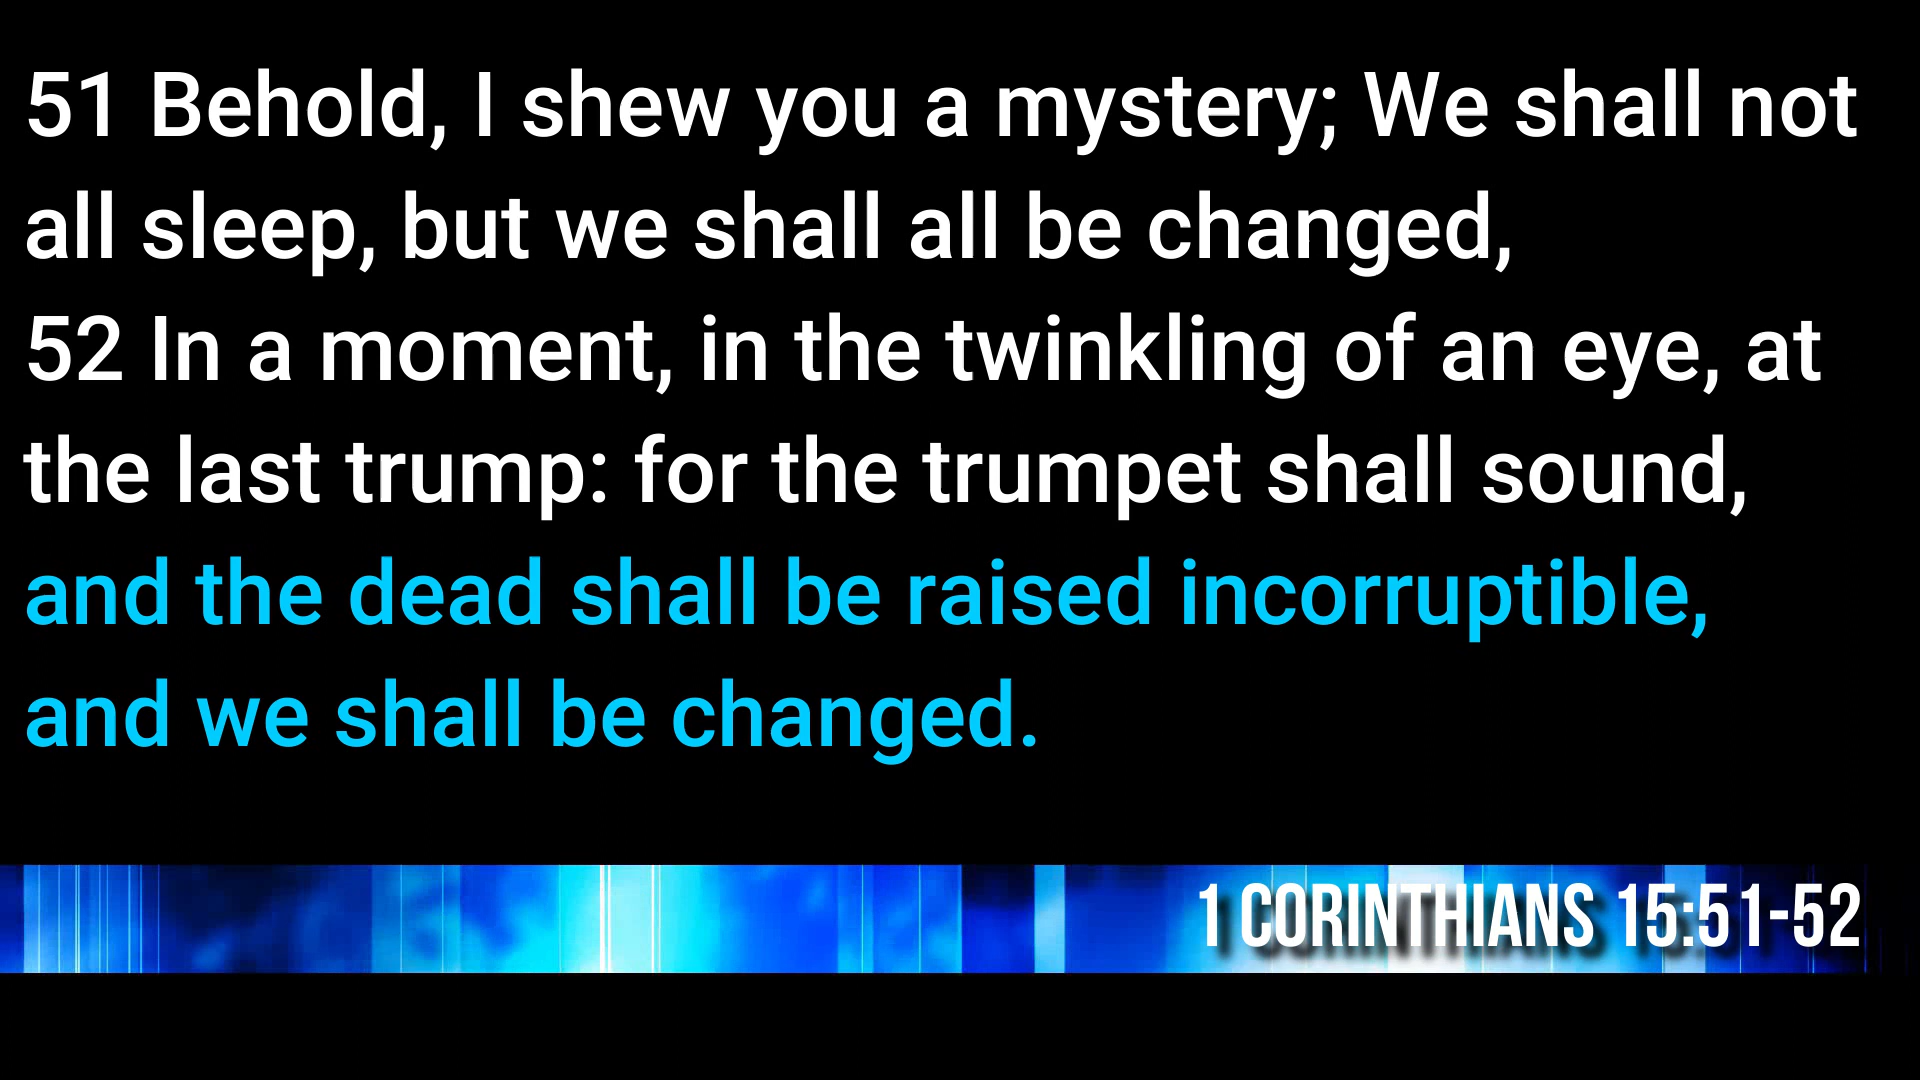 51 Behold, I shew you a mystery; We shall not
all sleep, but we shall all be changed,
52 In a moment, in the twinkling of an eye, at
the last trump: for the trumpet shall sound,
and the dead shall be raised incorruptible,
and we shall be changed.
1 CORINTHIANS 15:51-52